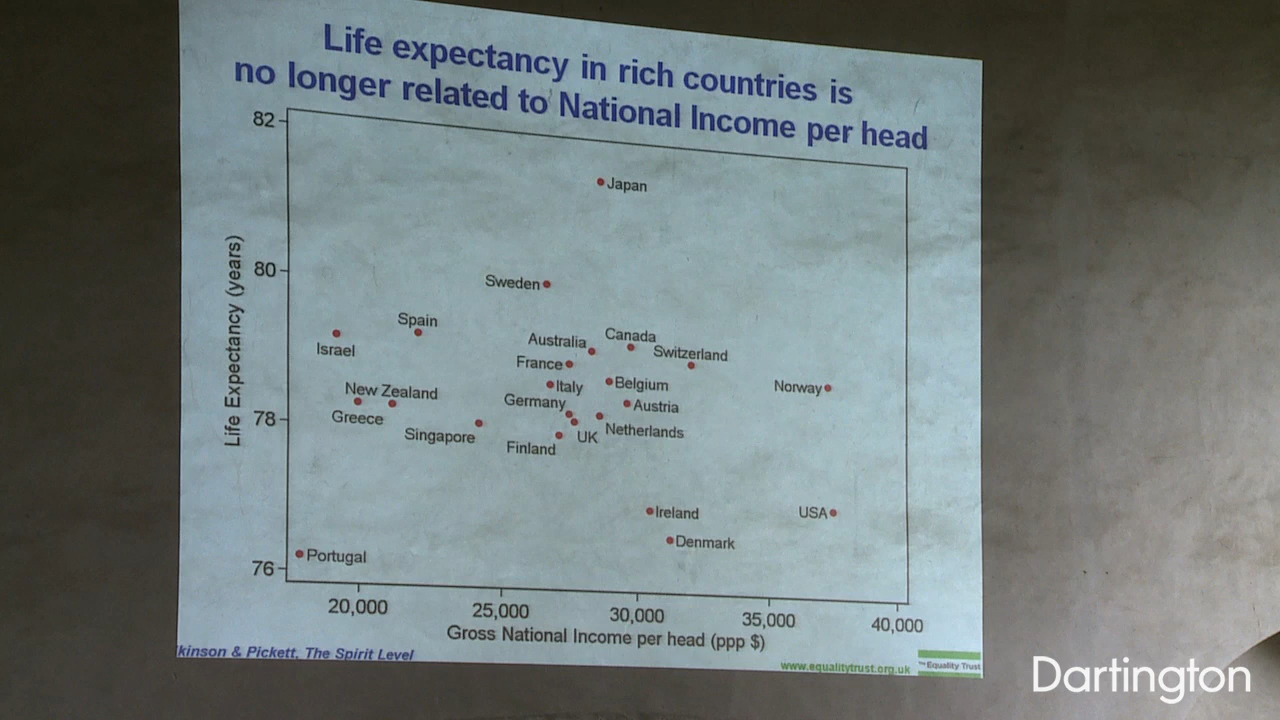 Life expectancy in rich countries is
no longer related to National Income per head
82
80
78
76
Life Expectancy (years)
Japan
Sweden
Spain
Israel
Australia
Canada
Switzerland
France
Italy
Belgium
Norway
New Zealand
Greece
Germany
Austria
Singapore
Finland
UK
Netherlands
Ireland
USA
Denmark
Portugal
20,000
25,000
30,000
35,000
40,000
Gross National Income per head (ppp $)
kinson & Pickett, The Spirit Level
www.equalitytrust.org.uk
The Equality Trust
Dartington